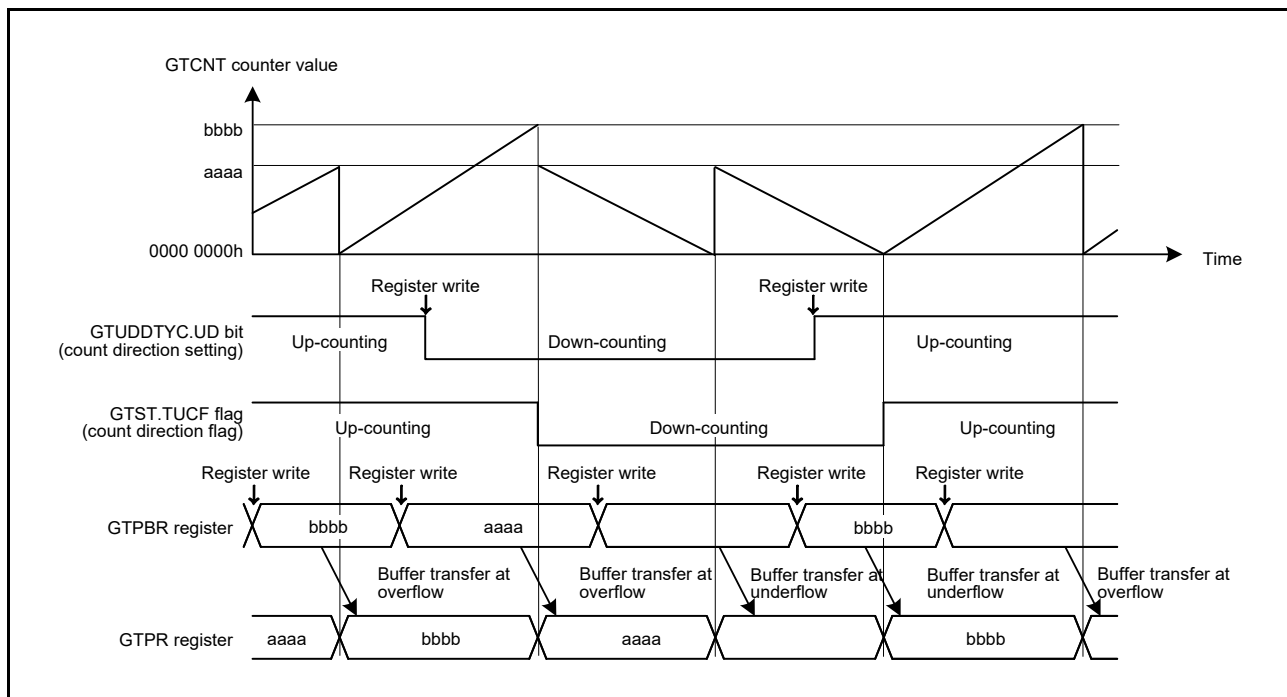 GTCNT counter value
bbbb
aaaa
0000 0000h
Time
Register write Register write
GTUDDTYC.UD bit
(count direction setting)
Up-counting Down-counting Up-counting
GTST.TUCF flag
(count direction flag)
Up-counting Down-counting Up-counting
Register write Register write Register write Register write Register write
GTPBR register bbbb aaaa bbbb
Buffer transfer at
overflow
Buffer transfer at
overflow
Buffer transfer at
underflow
Buffer transfer at
underflow
Buffer transfer at
overflow
GTPR register aaaa bbbb aaaa bbbb